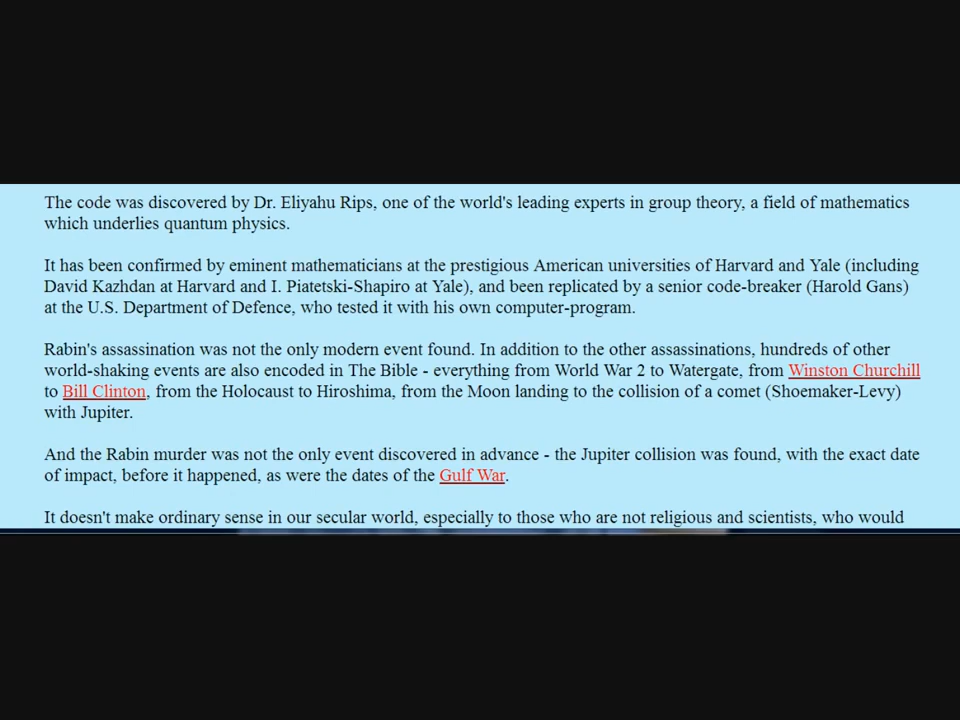 The code was discovered by Dr. Eliyahu Rips, one of the world's leading experts in group theory, a field of mathematics
which underlies quantum physics.
It has been confirmed by eminent mathematicians at the prestigious American universities of Harvard and Yale (including
David Kazhdan at Harvard and I. Piatetski-Shapiro at Yale), and been replicated by a senior code-breaker (Harold Gans)
at the U.S. Department of Defence, who tested it with his own computer-program.
Rabin's assassination was not the only modern event found. In addition to the other assassinations, hundreds of other
world-shaking events are also encoded in The Bible - everything from World War 2 to Watergate, from Winston Churchill
to Bill Clinton, from the Holocaust to Hiroshima, from the Moon landing to the collision of a comet (Shoemaker-Levy)
with Jupiter.
And the Rabin murder was not the only event discovered in advance - the Jupiter collision was found, with the exact date
of impact, before it happened, as were the dates of the Gulf War.
It doesn't make ordinary sense in our secular world, especially to those who are not religious and scientists, who would